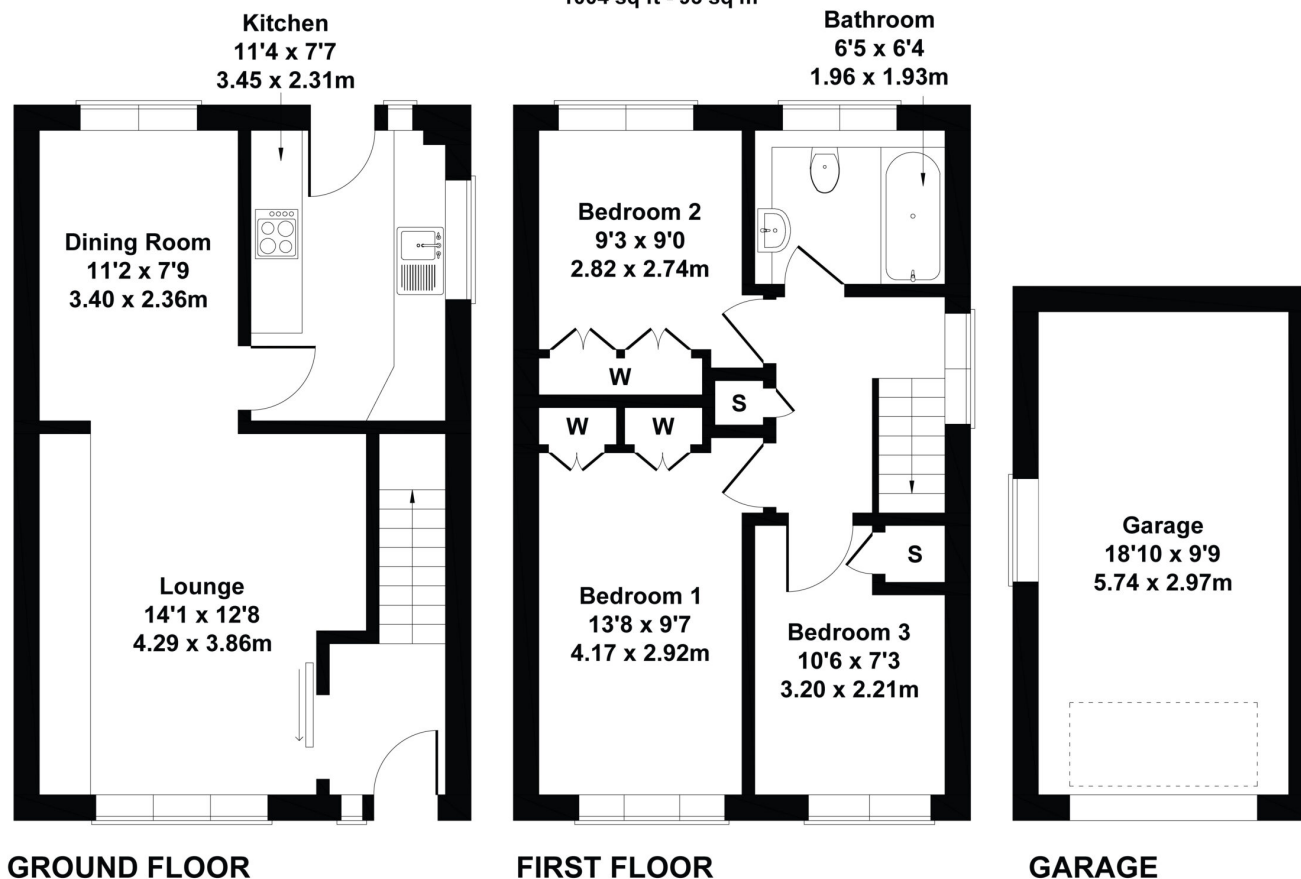 Kitchen
11'4 x 7'7
3.45 x 2.31m
Bathroom
6'5 x 6'4
1.96 x 1.93m
Dining Room
11'2 x 7'9
3.40 x 2.36m
Bedroom 2
9'3 x 9'0
2.82 x 2.74m
W
S
W
W
Lounge
14'1 x 12'8
4.29 x 3.86m
Bedroom 1
13'8 x 9'7
4.17 x 2.92m
S
Bedroom 3
10'6 x 7'3
3.20 x 2.21m
Garage
18'10 x 9'9
5.74 x 2.97m
GROUND FLOOR
FIRST FLOOR
GARAGE